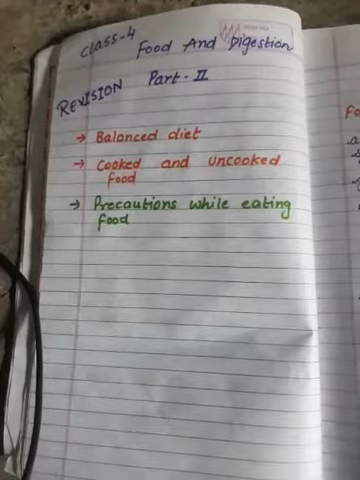 Class-4
Food And Digestion
Part-II
REVISION
→ Balanced diet
→ Cooked and uncooked
food
→ Precautions while eating
food